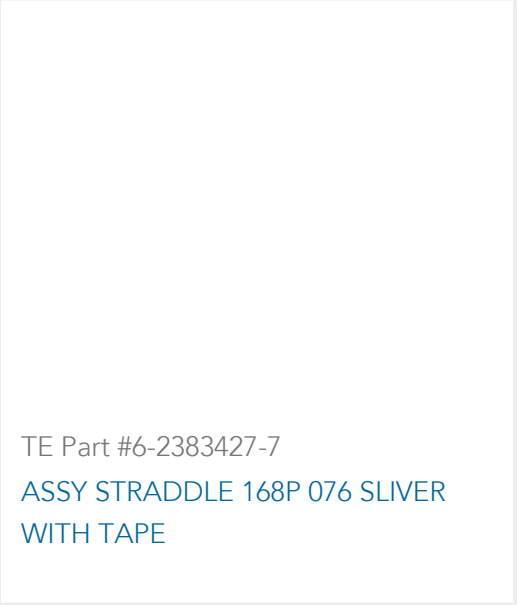 TE Part #6-2383427-7
ASSY STRADDLE 168P 076 SLIVER
WITH TAPE